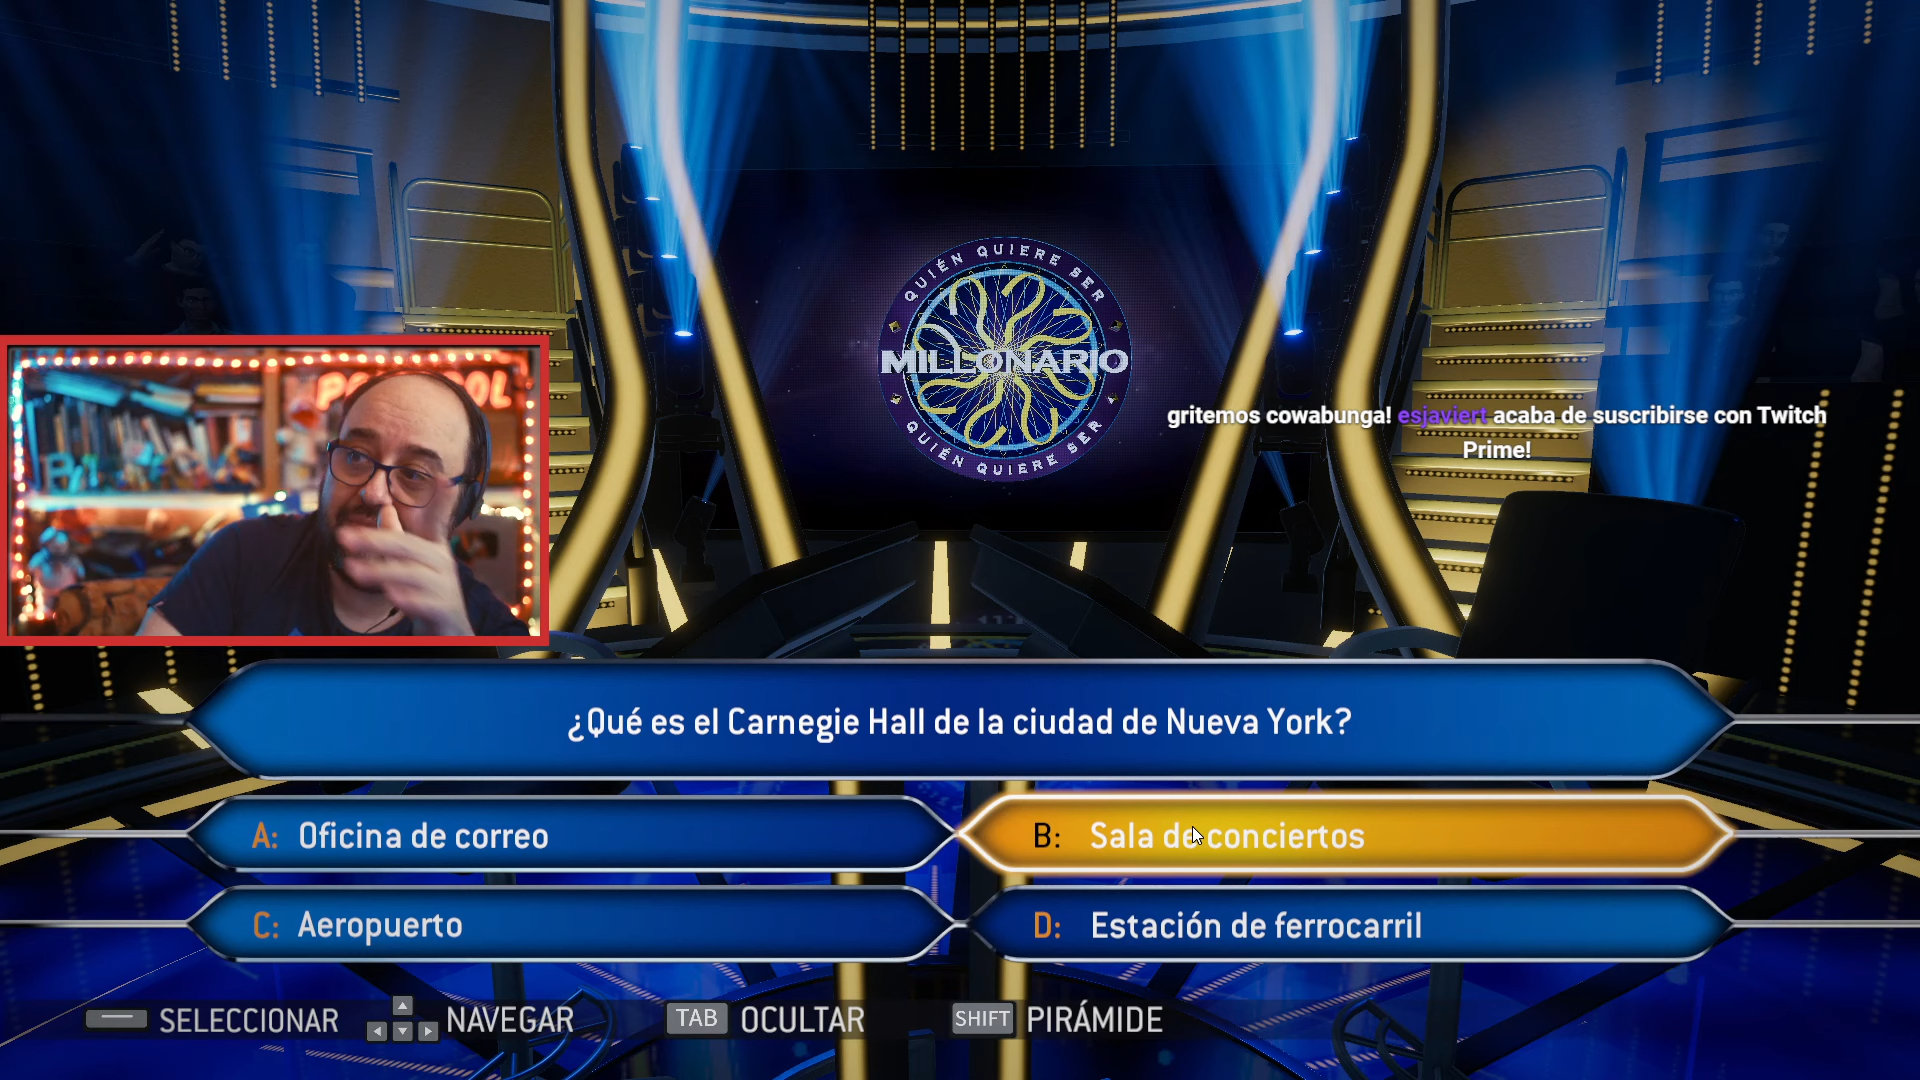 QUIÉN QUIERE SER
MILLONARIO
QUIÉN QUIERE SER
gritemos cowabunga! esjaviert acaba de suscribirse con Twitch
Prime!
¿Qué es el Carnegie Hall de la ciudad de Nueva York?
A: Oficina de correo
B: Sala de conciertos
C: Aeropuerto
D: Estación de ferrocarril
SELECCIONAR
NAVEGAR
TAB OCULTAR
SHIFT PIRÁMIDE